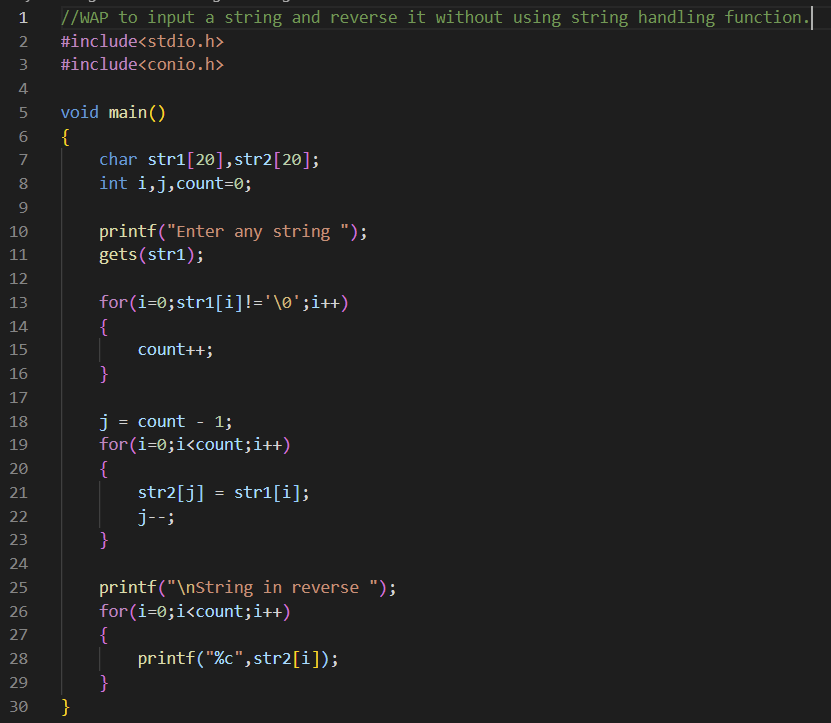 1 //WAP to input a string and reverse it without using string handling function.
2 #include<stdio.h>
3 #include<conio.h>
4
5 void main()
6 {
7     char str1[20],str2[20];
8     int i,j,count=0;
9
10     printf("Enter any string ");
11     gets(str1);
12
13     for(i=0;str1[i]!='\0';i++)
14     {
15         count++;
16     }
17
18     j = count - 1;
19     for(i=0;i<count;i++)
20     {
21         str2[j] = str1[i];
22         j--;
23     }
24
25     printf("\nString in reverse ");
26     for(i=0;i<count;i++)
27     {
28         printf("%c",str2[i]);
29     }
30 }